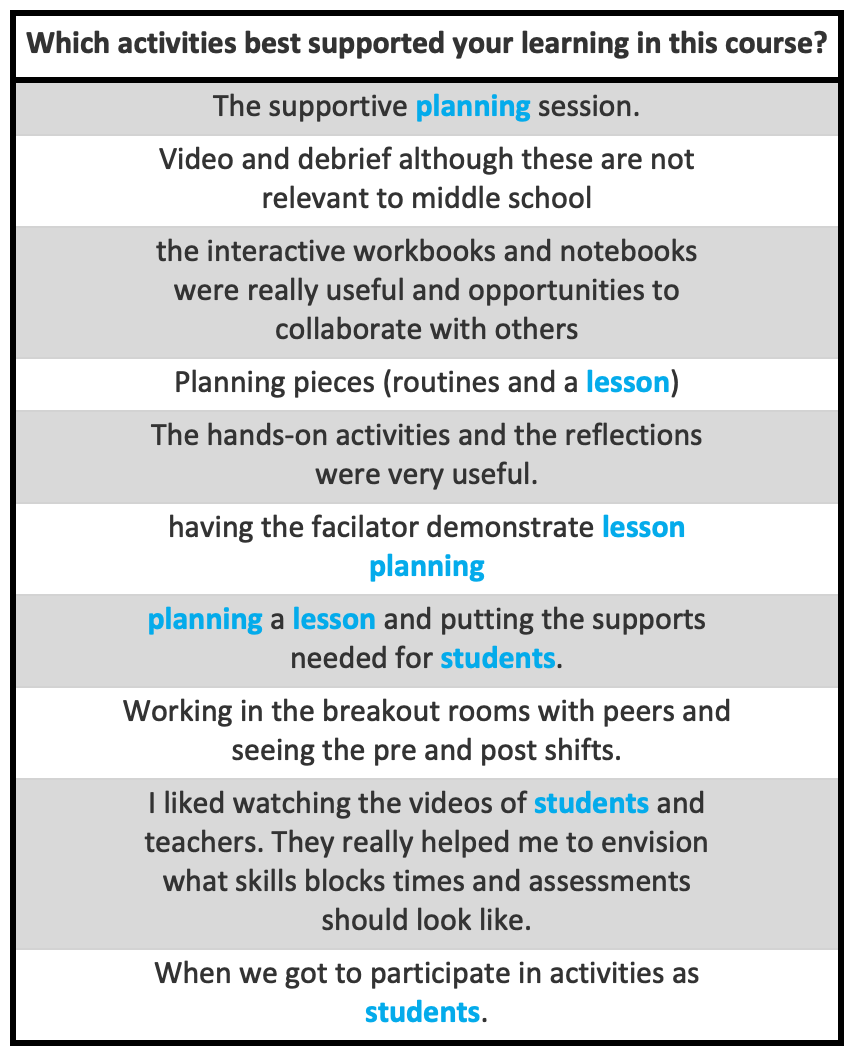 Which activities best supported your learning in this course?
The supportive planning session.
Video and debrief although these are not
relevant to middle school
the interactive workbooks and notebooks
were really useful and opportunities to
collaborate with others
Planning pieces (routines and a lesson)
The hands-on activities and the reflections
were very useful.
having the facilator demonstrate lesson
planning
planning a lesson and putting the supports
needed for students.
Working in the breakout rooms with peers and
seeing the pre and post shifts.
I liked watching the videos of students and
teachers. They really helped me to envision
what skills blocks times and assessments
should look like.
When we got to participate in activities as
students.